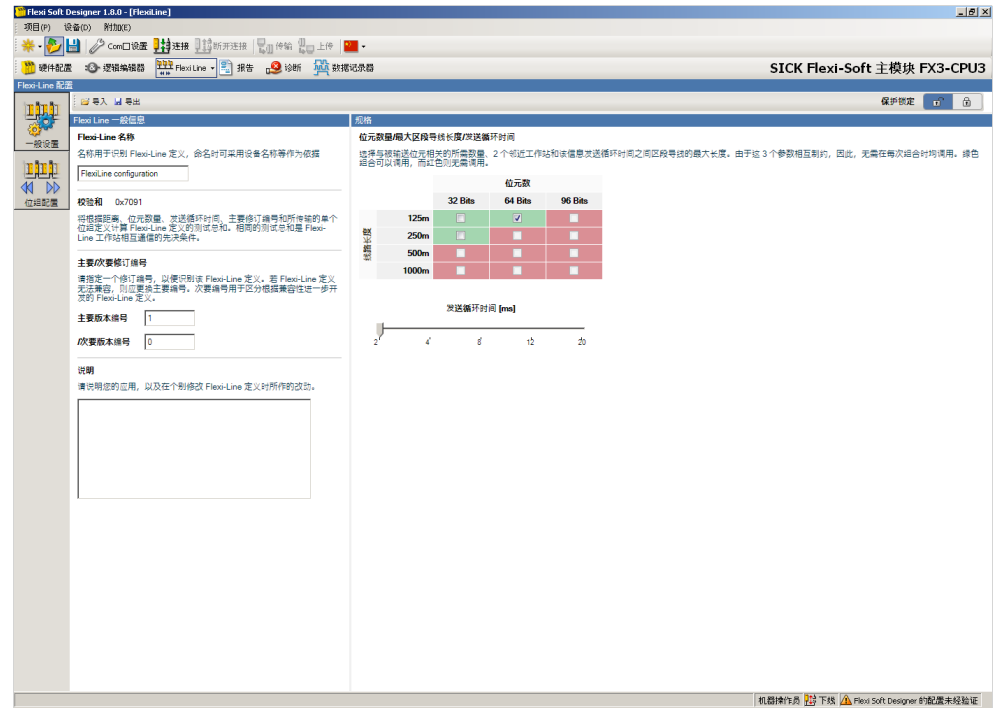 Flexi Soft Designer 1.8.0 - [FlexiLine]
项目(P) 设备(D) 附加(E)
Com口设置 连接 断开连接 传输 上传
硬件配置 逻辑编辑器 Flexi Line 报告 诊断 数据记录器 SICK Flexi-Soft 主模块 FX3-CPU3
Flexi-Line 配置
导入 导出 保护锁定
一般设置
位组配置
Flexi Line 一般信息
Flexi-Line 名称
名称用于识别 Flexi-Line 定义，命名时可采用设备名称等作为依据
FlexiLine configuration
校验和 0x7091
将根据距离、位元数量、发送循环时间、主要修订编号和所传输的单个
位组定义计算 Flexi-Line 定义的测试总和。相同的测试总和是 Flexi-
Line 工作站相互通信的先决条件。
主要/次要修订编号
请指定一个修订编号，以便识别该 Flexi-Line 定义。若 Flexi-Line 定义
无法兼容，则应更换主要编号。次要编号用于区分根据兼容性进一步开
发的 Flexi-Line 定义。
主要版本编号 1
/次要版本编号 0
说明
请说明您的应用，以及在个别修改 Flexi-Line 定义时所作的改动。
规格
位元数量/最大区段导线长度/发送循环时间
选择与被输送位元相关的所需数量、2 个邻近工作站和该信息发送循环时间之间区段导线的最大长度。由于这 3 个参数相互制约，因此，无需在每次组合时均调用。绿色
组合可以调用，而红色则无需调用。
位元数
32 Bits 64 Bits 96 Bits
线路长度
125m
250m
500m
1000m
发送循环时间 [ms]
2 4 8 12 20
机器操作员 下线 Flexi Soft Designer 的配置未经验证